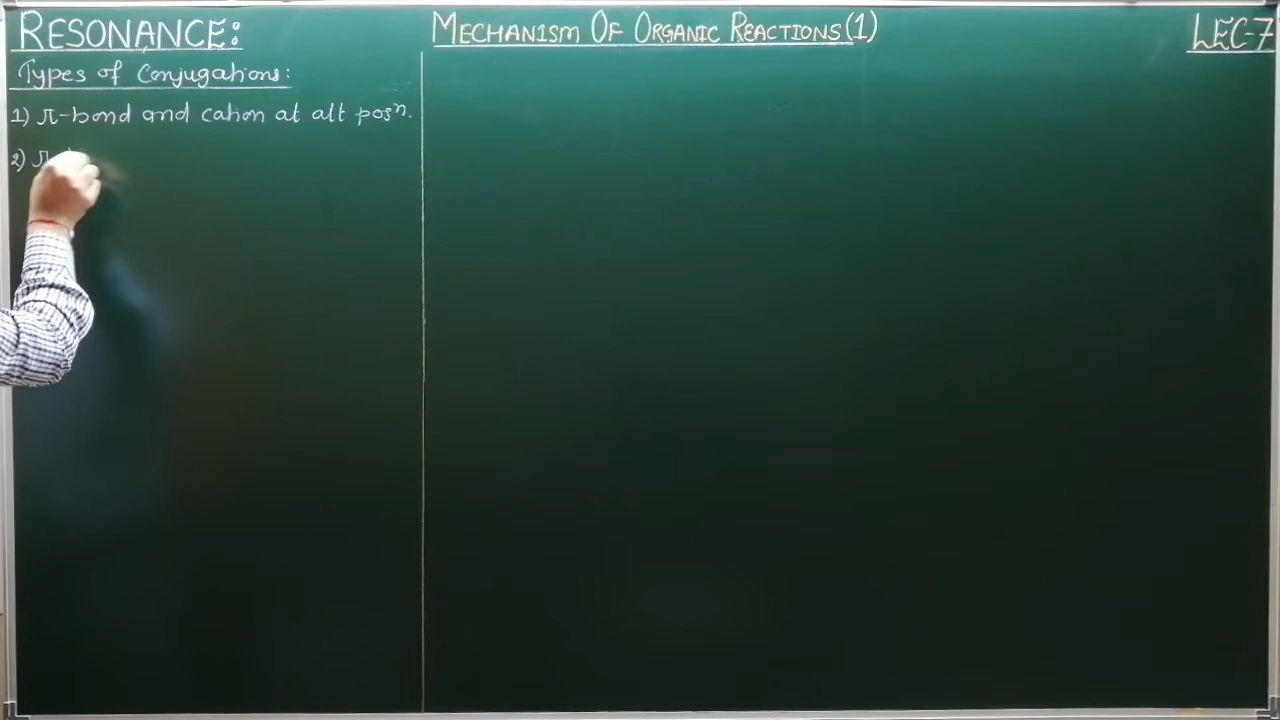 RESONANCE:
MECHANISM OF ORGANIC REACTIONS(1)
LEC-7
Types of Conjugations:
1) π-bond and cation at alt posⁿ.
2) π